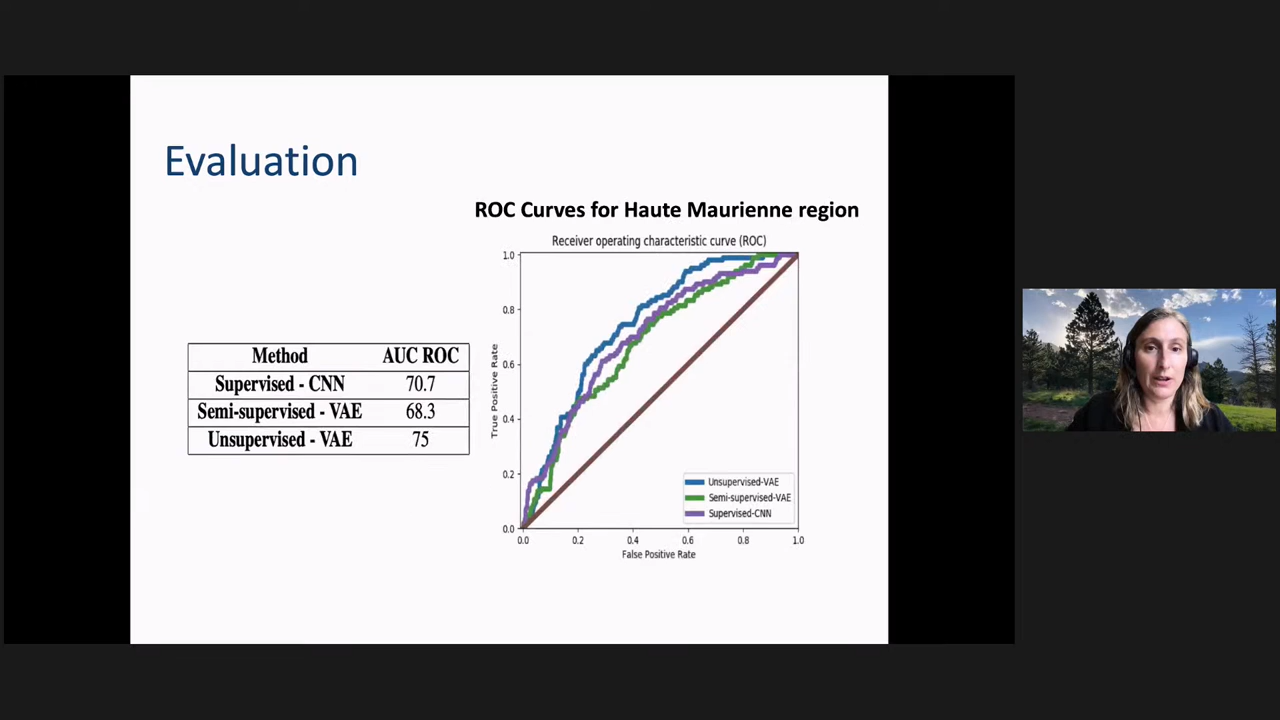 Evaluation
ROC Curves for Haute Maurienne region
Method AUC ROC
Supervised - CNN 70.7
Semi-supervised - VAE 68.3
Unsupervised - VAE 75
Receiver operating characteristic curve (ROC)
1.0
0.8
0.6
0.4
0.2
0.0
True Positive Rate
Unsupervised-VAE
Semi-supervised-VAE
Supervised-CNN
0.0 0.2 0.4 0.6 0.8 1.0
False Positive Rate